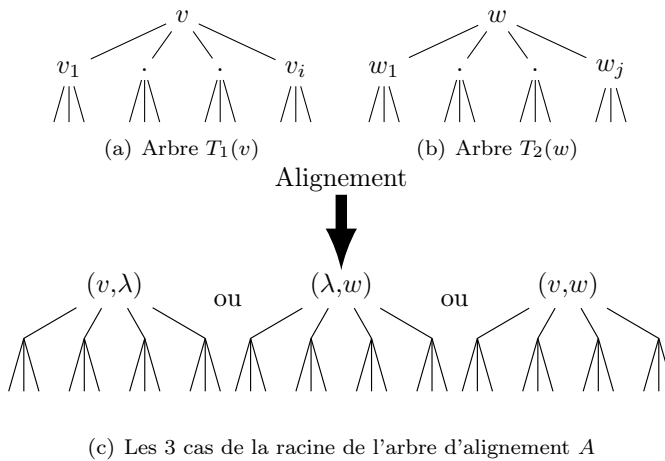 v w
v₁ . . vᵢ w₁ . . wⱼ
(a) Arbre T₁(v) (b) Arbre T₂(w)
Alignement
(v,λ) ou (λ,w) ou (v,w)
(c) Les 3 cas de la racine de l'arbre d'alignement A